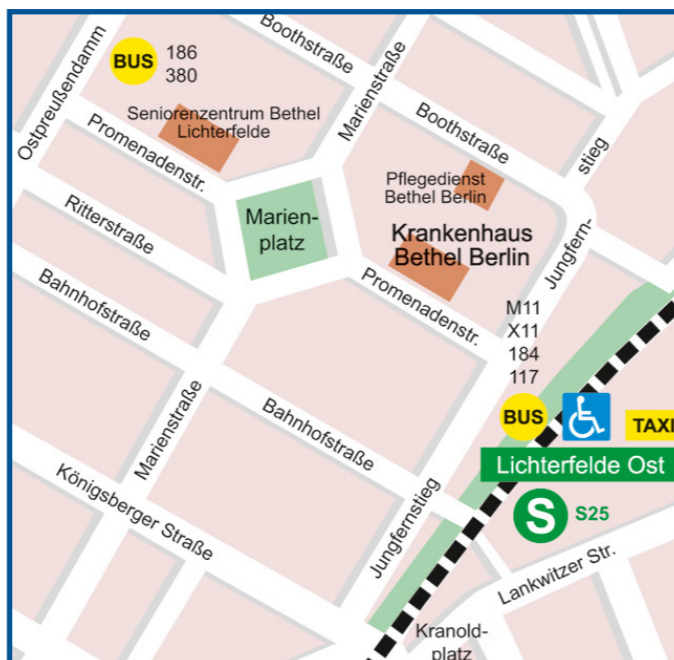 BUS
186
380
Seniorenzentrum Bethel
Lichterfelde
Ostpreußendamm
Promenadenstr.
Boothstraße
Marienstraße
Boothstraße
Pflegedienst
Bethel Berlin
Krankenhaus
Bethel Berlin
Jungfern-
stieg
Marien-
platz
Ritterstraße
Bahnhofstraße
Promenadenstr.
M11
X11
184
117
BUS
TAXI
Lichterfelde Ost
S
S25
Marienstraße
Bahnhofstraße
Jungfernstieg
Königsberger Straße
Lankwitzer Str.
Kranold-
platz